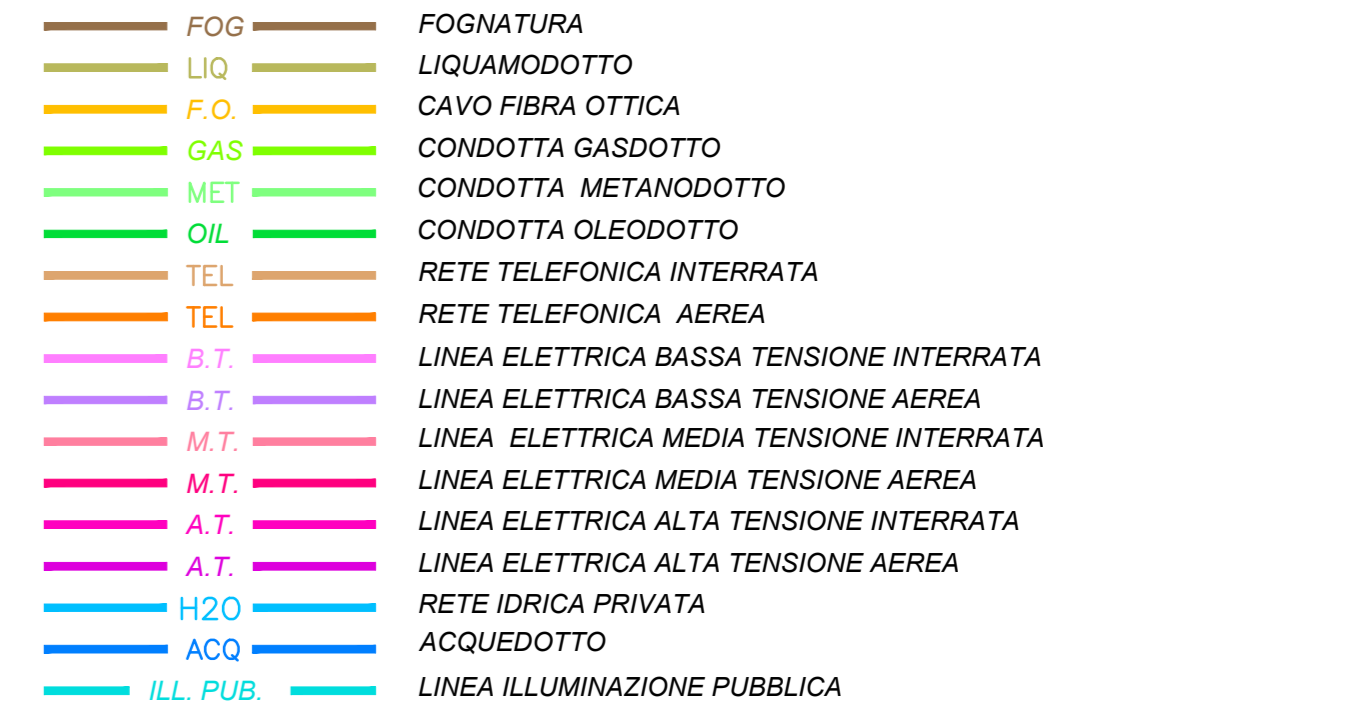 FOG FOGNATURA
LIQ LIQUAMODOTTO
F.O. CAVO FIBRA OTTICA
GAS CONDOTTA GASDOTTO
MET CONDOTTA METANODOTTO
OIL CONDOTTA OLEODOTTO
TEL RETE TELEFONICA INTERRATA
TEL RETE TELEFONICA AEREA
B.T. LINEA ELETTRICA BASSA TENSIONE INTERRATA
B.T. LINEA ELETTRICA BASSA TENSIONE AEREA
M.T. LINEA ELETTRICA MEDIA TENSIONE INTERRATA
M.T. LINEA ELETTRICA MEDIA TENSIONE AEREA
A.T. LINEA ELETTRICA ALTA TENSIONE INTERRATA
A.T. LINEA ELETTRICA ALTA TENSIONE AEREA
H2O RETE IDRICA PRIVATA
ACQ ACQUEDOTTO
ILL. PUB. LINEA ILLUMINAZIONE PUBBLICA